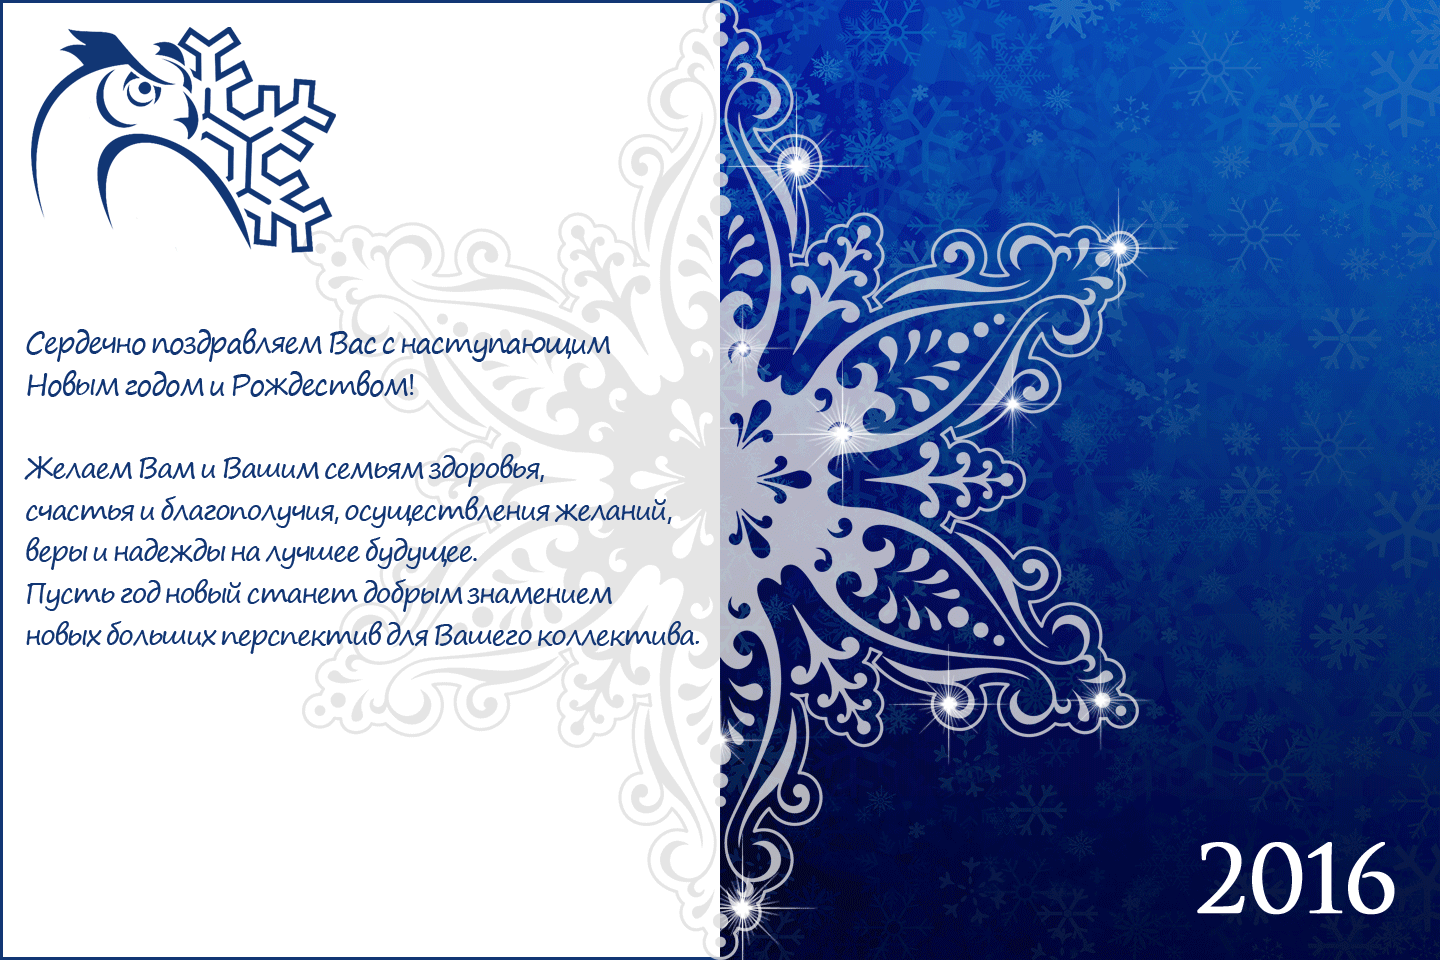 Сердечно поздравляем Вас с наступающим
Новым годом и Рождеством!
Желаем Вам и Вашим семьям здоровья,
счастья и благополучия, осуществления желаний,
веры и надежды на лучшее будущее.
Пусть год новый станет добрым знамением
новых больших перспектив для Вашего коллектива.
2016